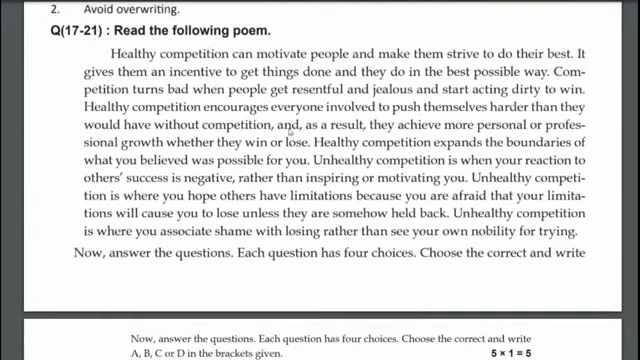 2. Avoid overwriting.
Q(17-21) : Read the following poem.
Healthy competition can motivate people and make them strive to do their best. It
gives them an incentive to get things done and they do in the best possible way. Com-
petition turns bad when people get resentful and jealous and start acting dirty to win.
Healthy competition encourages everyone involved to push themselves harder than they
would have without competition, and, as a result, they achieve more personal or profes-
sional growth whether they win or lose. Healthy competition expands the boundaries of
what you believed was possible for you. Unhealthy competition is when your reaction to
others' success is negative, rather than inspiring or motivating you. Unhealthy competi-
tion is where you hope others have limitations because you are afraid that your limita-
tions will cause you to lose unless they are somehow held back. Unhealthy competition
is where you associate shame with losing rather than see your own nobility for trying.
Now, answer the questions. Each question has four choices. Choose the correct and write
Now, answer the questions. Each question has four choices. Choose the correct and write
A, B, C or D in the brackets given. 5 × 1 = 5